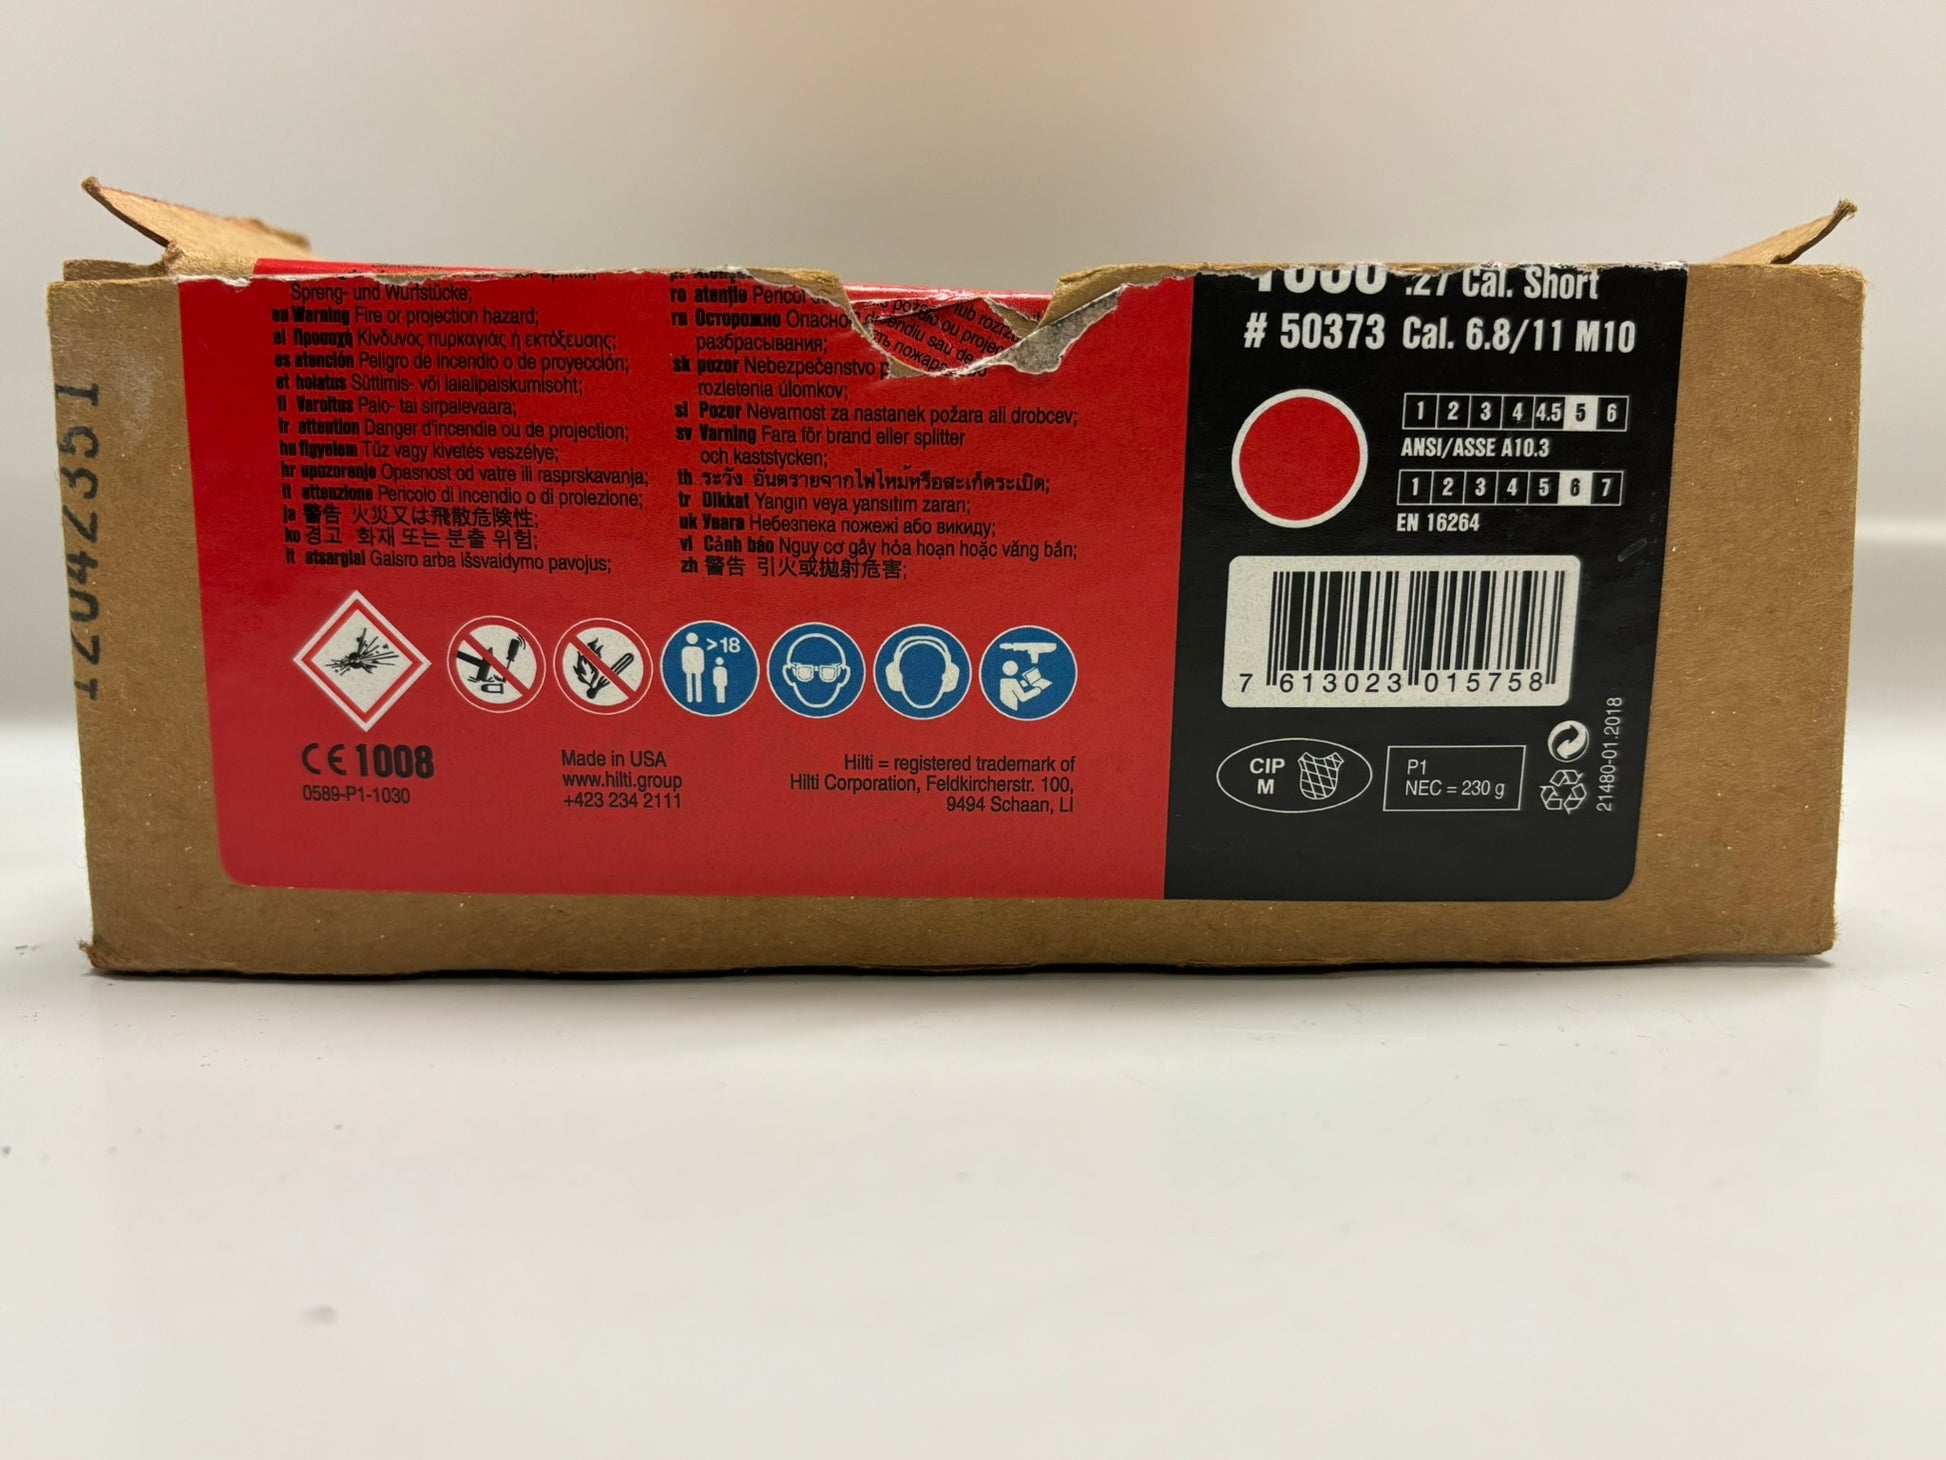 12042351
Spreng- und Wurfstücke;
en Warning Fire or projection hazard;
el Προσοχή Κίνδυνος πυρκαγιάς ή εκτόξευσης;
es atención Peligro de incendio o de proyección;
et hoiatus Süttimis- või laialipaiskumisoht;
fi Varoitus Palo- tai sirpalevaara;
fr attention Danger d'incendie ou de projection;
hu figyelem Tűz vagy kivetés veszélye;
hr upozorenje Opasnost od vatre ili rasprskavanja;
it attenzione Pericolo di incendio o di proiezione;
ja 警告 火災又は飛散危険性;
ko 경고 화재 또는 분출 위험;
lt atsargiai Gaisro arba išsvaidymo pavojus;
ro atenție Pericol
ru Осторожно
разбрасывания;
sk pozor Nebezpečenstvo
rozletenia úlomkov;
sl Pozor Nevarnost za nastanek požara ali drobcev;
sv Varning Fara för brand eller splitter
och kaststycken;
th ระวัง อันตรายจากไฟไหม้หรือสะเก็ดระเบิด;
tr Dikkat Yangın veya yansıtım zararı;
uk Увага Небезпека пожежі або викиду;
vi Cảnh báo Nguy cơ gây hỏa hoạn hoặc văng bắn;
zh 警告 引火或拋射危害;
>18
CE 1008
0589-P1-1030
Made in USA
www.hilti.group
+423 234 2111
Hilti = registered trademark of
Hilti Corporation, Feldkircherstr. 100,
9494 Schaan, LI
1000 .27 Cal. Short
# 50373 Cal. 6.8/11 M10
1 2 3 4 4.5 5 6
ANSI/ASSE A10.3
1 2 3 4 5 6 7
EN 16264
7 613023 015758
CIP
M
P1
NEC = 230 g
21480-01.2018